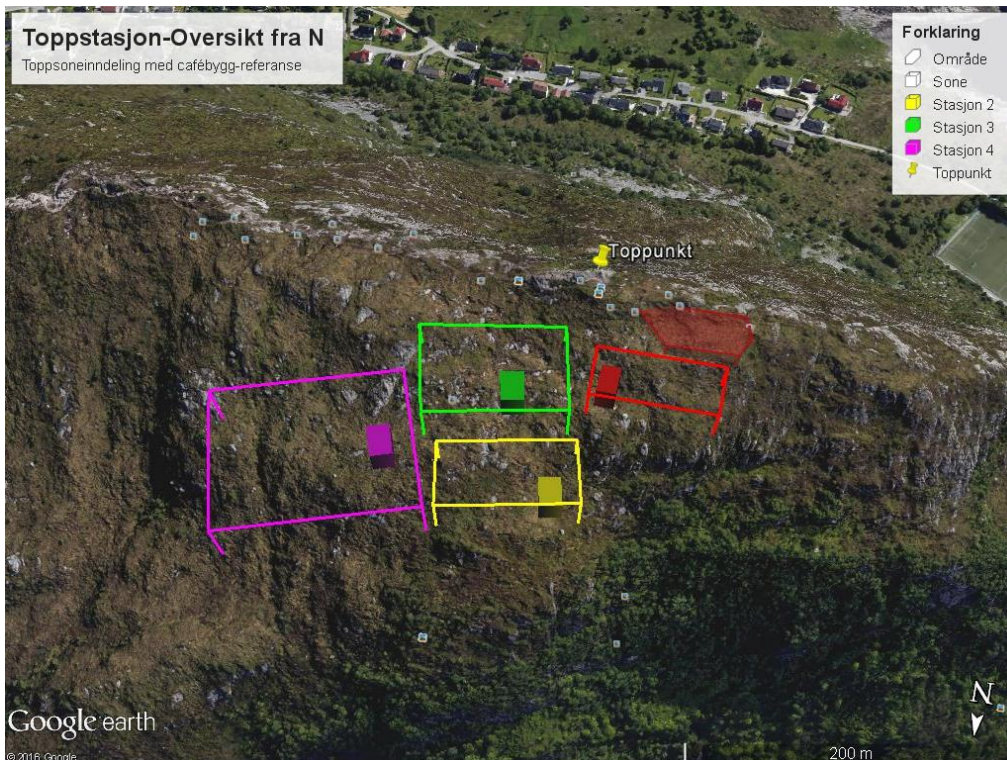 Toppstasjon-Oversikt fra N
Toppsoneinndeling med cafébygg-referanse
Forklaring
Område
Sone
Stasjon 2
Stasjon 3
Stasjon 4
Toppunkt
Toppunkt
N
Google earth
© 2016 Google
200 m